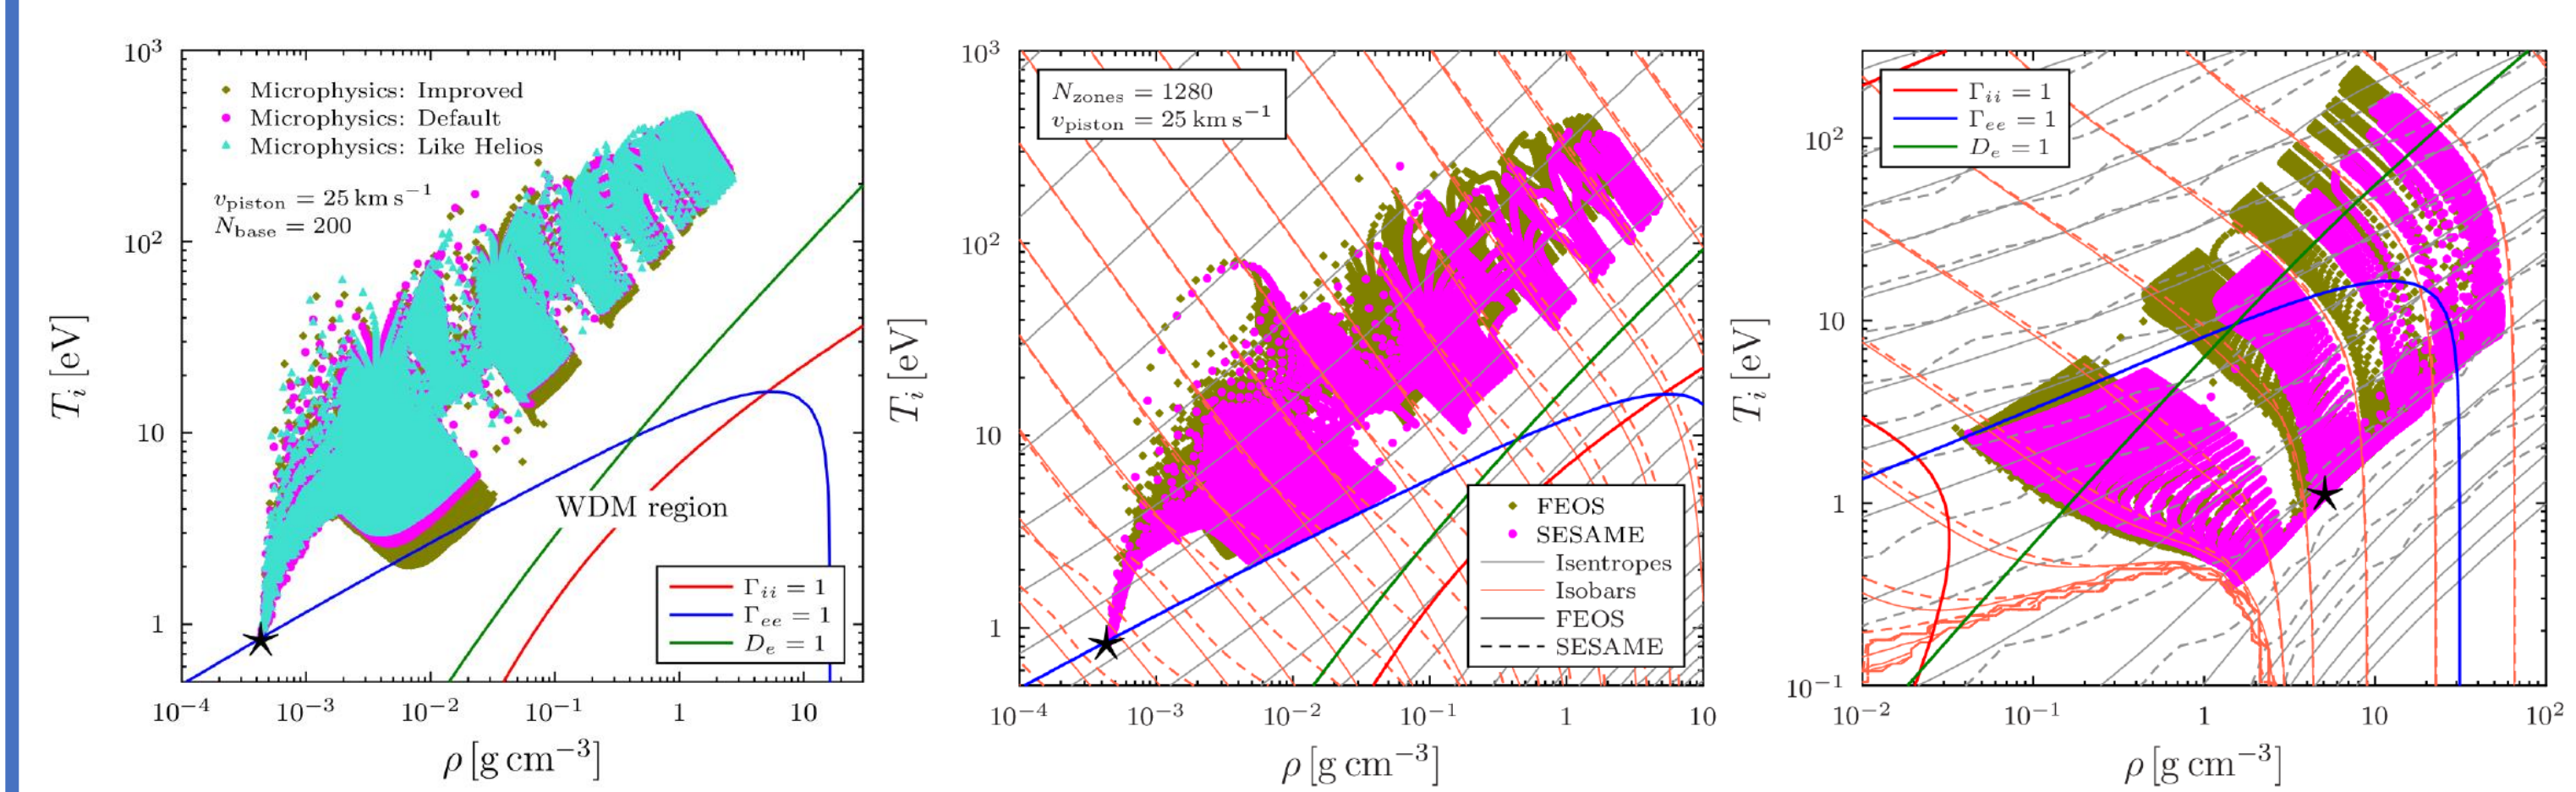 10³
10²
10
1
T_i [eV]
Microphysics: Improved
Microphysics: Default
Microphysics: Like Helios
v_piston = 25 km s⁻¹
N_base = 200
WDM region
Γ_ii = 1
Γ_ee = 1
D_e = 1
10⁻⁴ 10⁻³ 10⁻² 10⁻¹ 1 10
ρ [g cm⁻³]
10³
10²
10
1
T_i [eV]
N_zones = 1280
v_piston = 25 km s⁻¹
FEOS
SESAME
Isentropes
Isobars
FEOS
SESAME
10⁻⁴ 10⁻³ 10⁻² 10⁻¹ 1 10
ρ [g cm⁻³]
10²
10
1
10⁻¹
T_i [eV]
Γ_ii = 1
Γ_ee = 1
D_e = 1
10⁻² 10⁻¹ 1 10 10²
ρ [g cm⁻³]